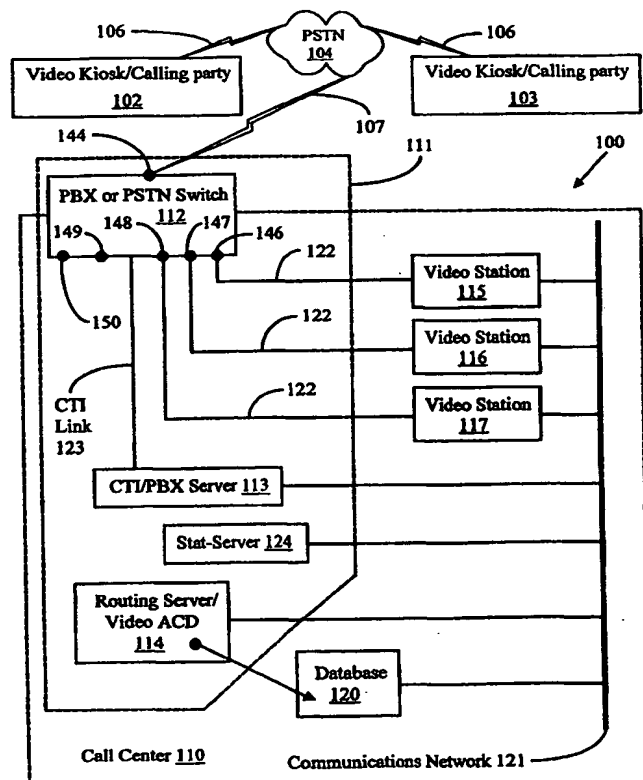 106
PSTN
104
106
Video Kiosk/Calling party
102
Video Kiosk/Calling party
103
107
144
111
100
PBX or PSTN Switch
112
149
148
147
146
150
122
Video Station
115
122
Video Station
116
122
Video Station
117
CTI
Link
123
CTI/PBX Server 113
Stat-Server 124
Routing Server/
Video ACD
114
Database
120
Call Center 110
Communications Network 121